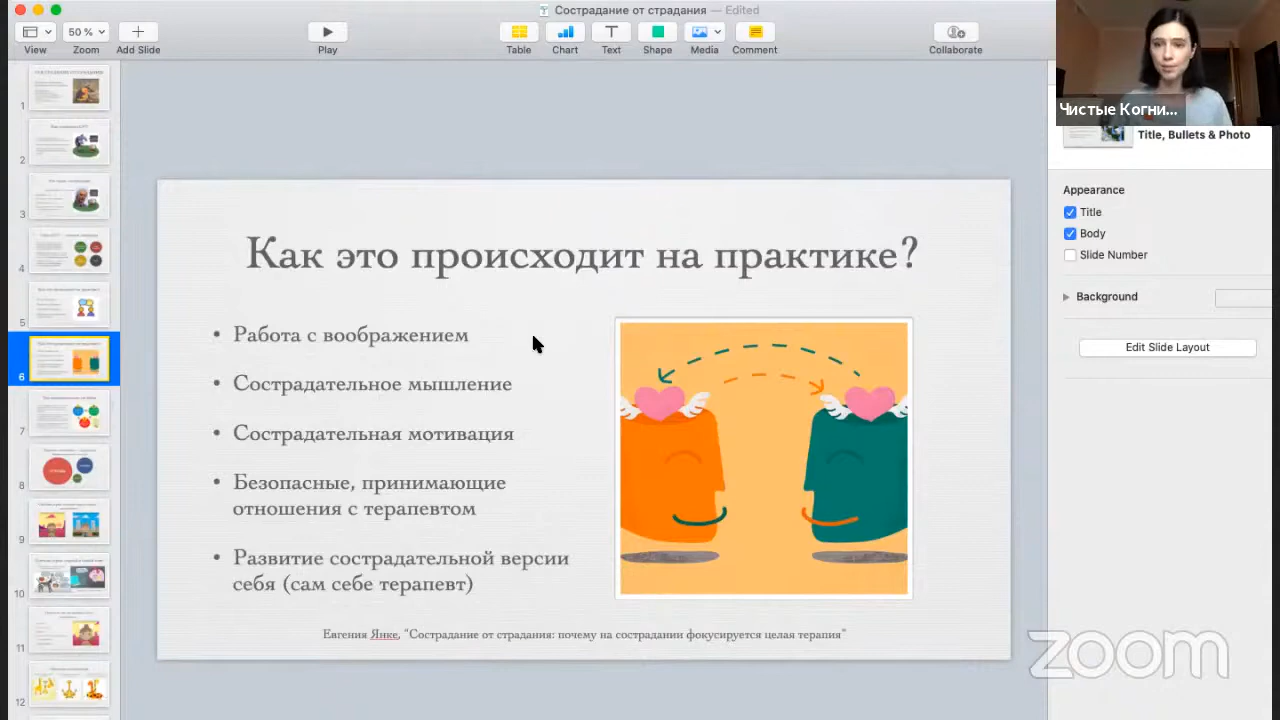 Сострадание от страдания — Edited
50 %
View
Zoom
Add Slide
Play
Table
Chart
Text
Shape
Media
Comment
Collaborate
Чистые Когни...
Title, Bullets & Photo
Appearance
Title
Body
Slide Number
Background
Edit Slide Layout
1
2
3
4
5
6
7
8
9
10
11
12
Как это происходит на практике?
• Работа с воображением
• Сострадательное мышление
• Сострадательная мотивация
• Безопасные, принимающие
отношения с терапевтом
• Развитие сострадательной версии
себя (сам себе терапевт)
Евгения Янке, "Сострадание от страдания: почему на сострадании фокусируется целая терапия"
zoom